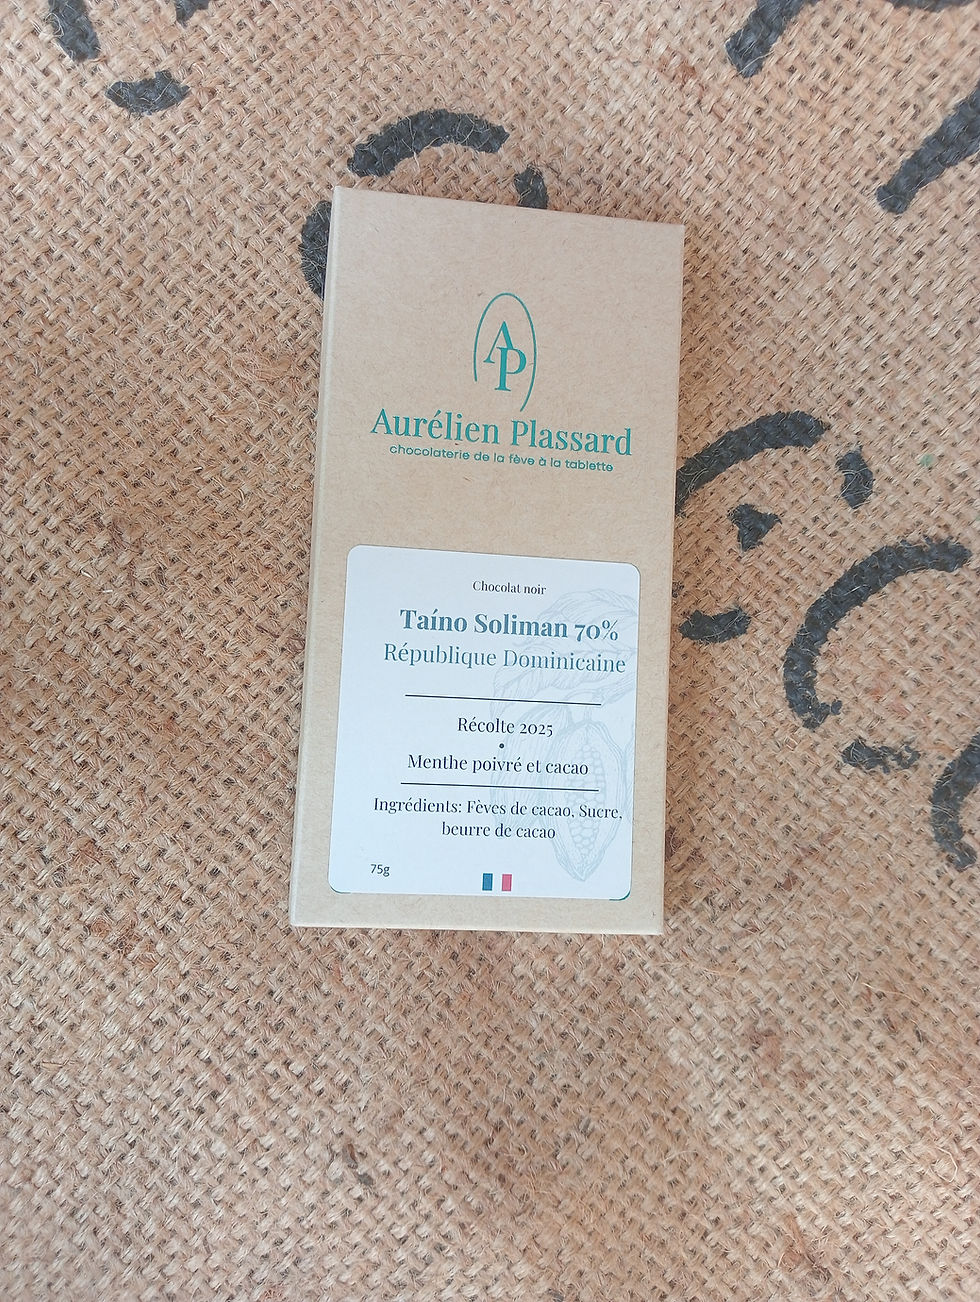 AP
Aurélien Plassard
chocolaterie de la fève à la tablette
Chocolat noir
Taíno Soliman 70%
République Dominicaine
Récolte 2025
•
Menthe poivré et cacao
Ingrédients: Fèves de cacao, Sucre,
beurre de cacao
75g